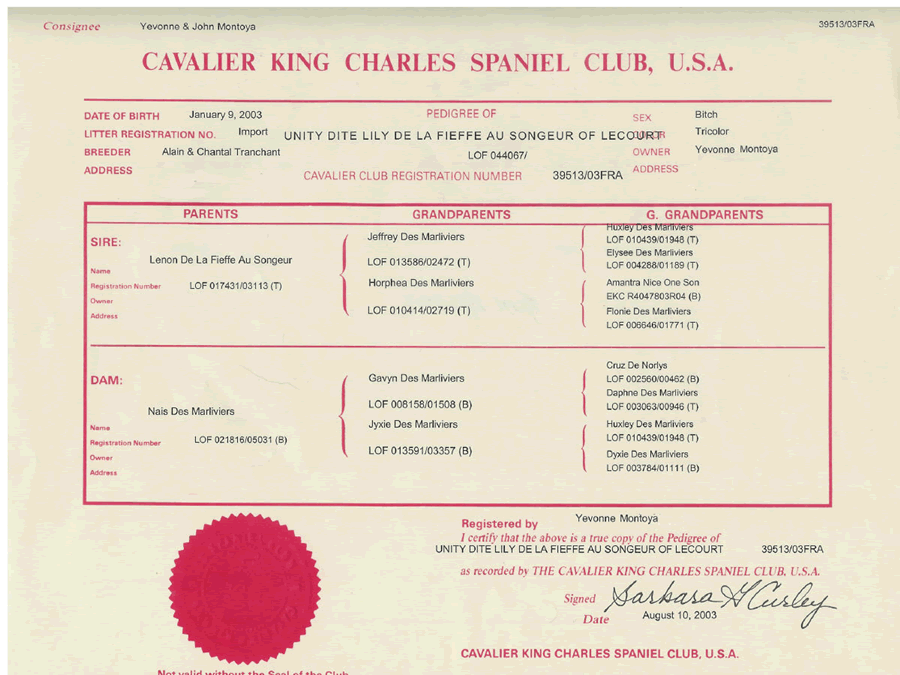 Consignee Yevonne & John Montoya 39513/03FRA
CAVALIER KING CHARLES SPANIEL CLUB, U.S.A.
DATE OF BIRTH January 9, 2003 PEDIGREE OF SEX Bitch
LITTER REGISTRATION NO. Import UNITY DITE LILY DE LA FIEFFE AU SONGEUR OF LECOURT Tricolor
BREEDER Alain & Chantal Tranchant LOF 044067/ OWNER Yevonne Montoya
ADDRESS CAVALIER CLUB REGISTRATION NUMBER 39513/03FRA ADDRESS
PARENTS GRANDPARENTS G. GRANDPARENTS
SIRE:
Name Lenon De La Fieffe Au Songeur
Registration Number LOF 017431/03113 (T)
Owner
Address
Jeffrey Des Marliviers
LOF 013586/02472 (T)
Horphea Des Marliviers
LOF 010414/02719 (T)
Huxley Des Marliviers
LOF 010439/01948 (T)
Elysee Des Marliviers
LOF 004288/01189 (T)
Amantra Nice One Son
EKC R4047803R04 (B)
Flonie Des Marliviers
LOF 006646/01771 (T)
DAM:
Nais Des Marliviers
Name
Registration Number LOF 021816/05031 (B)
Owner
Address
Gavyn Des Marliviers
LOF 008158/01508 (B)
Jyxie Des Marliviers
LOF 013591/03357 (B)
Cruz De Norlys
LOF 002560/00462 (B)
Daphne Des Marliviers
LOF 003063/00946 (T)
Huxley Des Marliviers
LOF 010439/01948 (T)
Dyxie Des Marliviers
LOF 003784/01111 (B)
Registered by Yevonne Montoya
I certify that the above is a true copy of the Pedigree of
UNITY DITE LILY DE LA FIEFFE AU SONGEUR OF LECOURT 39513/03FRA
as recorded by THE CAVALIER KING CHARLES SPANIEL CLUB, U.S.A.
Signed Barbara H Curley
Date August 10, 2003
CAVALIER KING CHARLES SPANIEL CLUB, U.S.A.
Not valid without the Seal of the Club